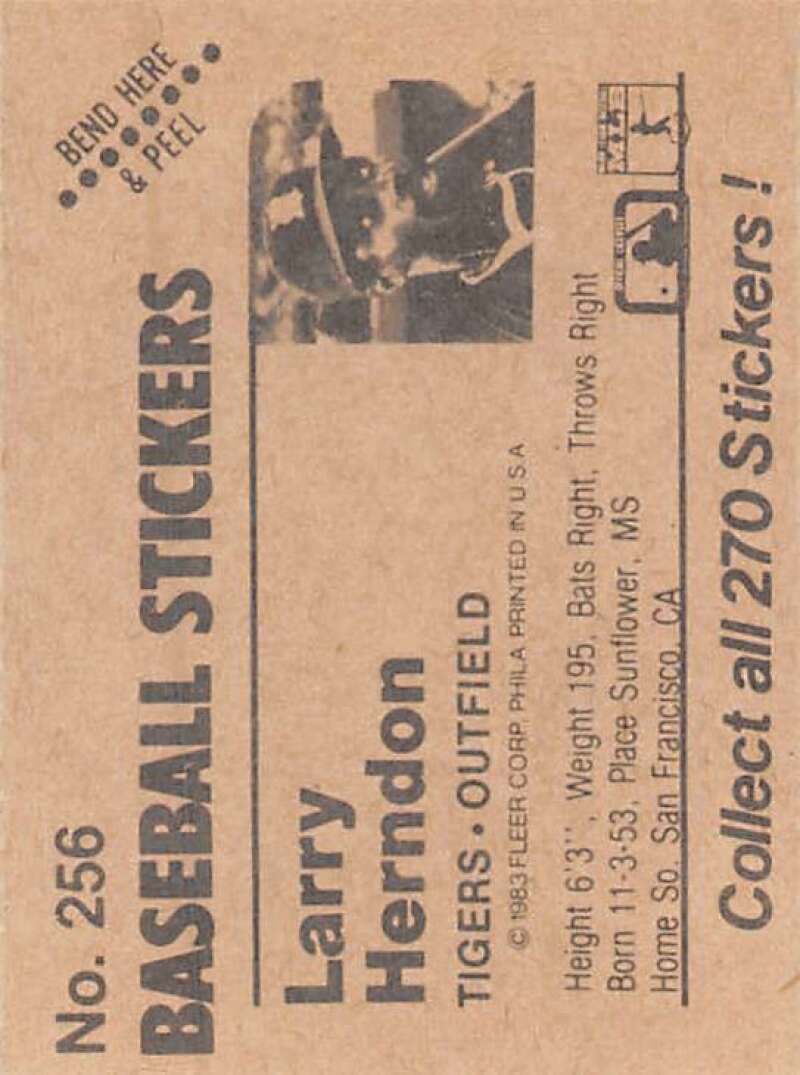 No. 256
BEND HERE
& PEEL
BASEBALL STICKERS
Larry
Herndon
TIGERS • OUTFIELD
© 1983 FLEER CORP. PHILA PRINTED IN U S A
Height 6'3'', Weight 195, Bats Right, Throws Right
Born 11-3-53, Place Sunflower, MS
Home So. San Francisco, CA
Collect all 270 Stickers!